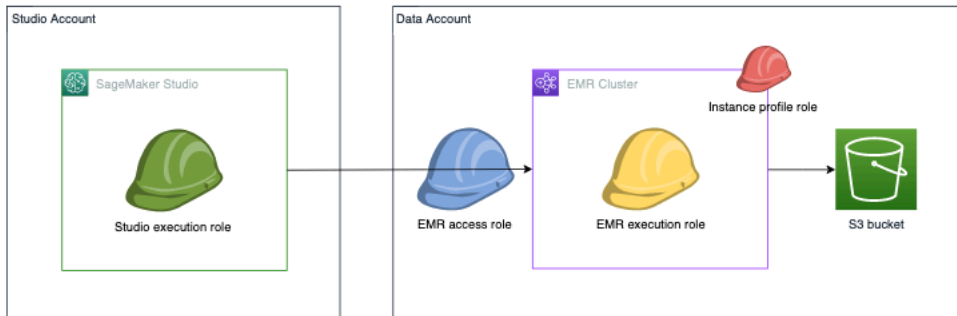 Studio Account
Data Account
SageMaker Studio
EMR Cluster
Instance profile role
Studio execution role
EMR access role
EMR execution role
S3 bucket